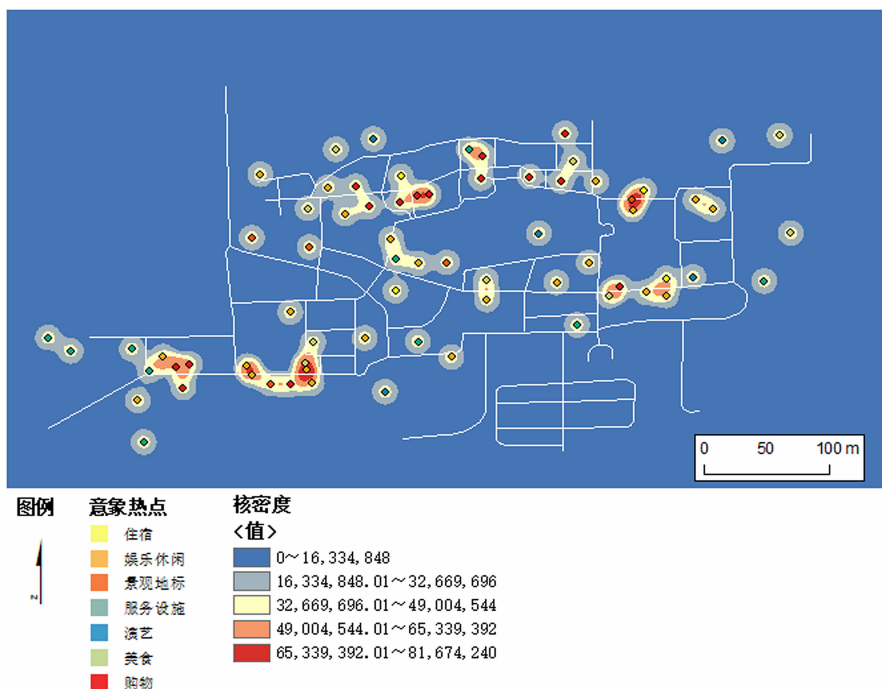 0 50 100 m
图例
意象热点
核密度
<值>
住宿
娱乐休闲
景观地标
服务设施
演艺
美食
购物
0～16,334,848
16,334,848.01～32,669,696
32,669,696.01～49,004,544
49,004,544.01～65,339,392
65,339,392.01～81,674,240
N